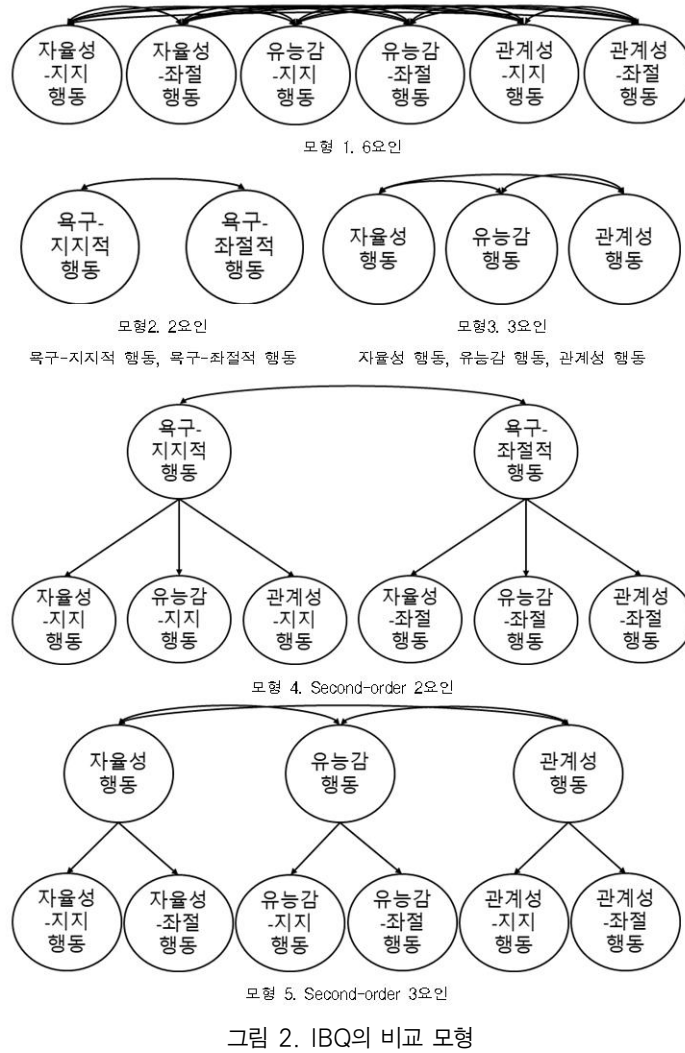 자율성 자율성 유능감 유능감 관계성 관계성
-지지 -좌절 -지지 -좌절 -지지 -좌절
행동 행동 행동 행동 행동 행동
모형 1. 6요인
욕구- 욕구-
지지적 좌절적
행동 행동
자율성 유능감 관계성
행동 행동 행동
모형2. 2요인 모형3. 3요인
욕구-지지적 행동, 욕구-좌절적 행동 자율성 행동, 유능감 행동, 관계성 행동
욕구- 욕구-
지지적 좌절적
행동 행동
자율성 유능감 관계성 자율성 유능감 관계성
-지지 -지지 -지지 -좌절 -좌절 -좌절
행동 행동 행동 행동 행동 행동
모형 4. Second-order 2요인
자율성 유능감 관계성
행동 행동 행동
자율성 자율성 유능감 유능감 관계성 관계성
-지지 -좌절 -지지 -좌절 -지지 -좌절
행동 행동 행동 행동 행동 행동
모형 5. Second-order 3요인
그림 2. IBQ의 비교 모형